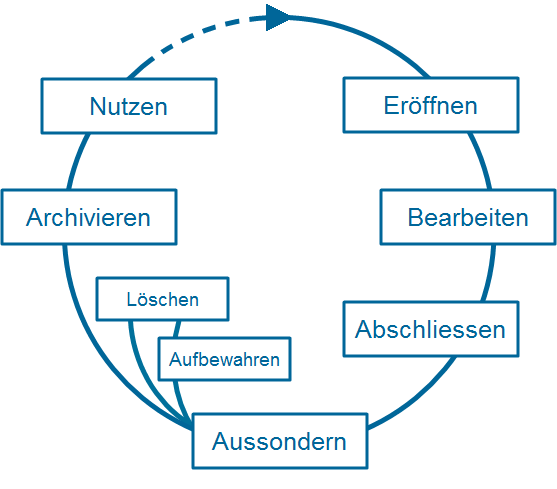 Nutzen
Eröffnen
Archivieren
Bearbeiten
Löschen
Abschliessen
Aufbewahren
Aussondern